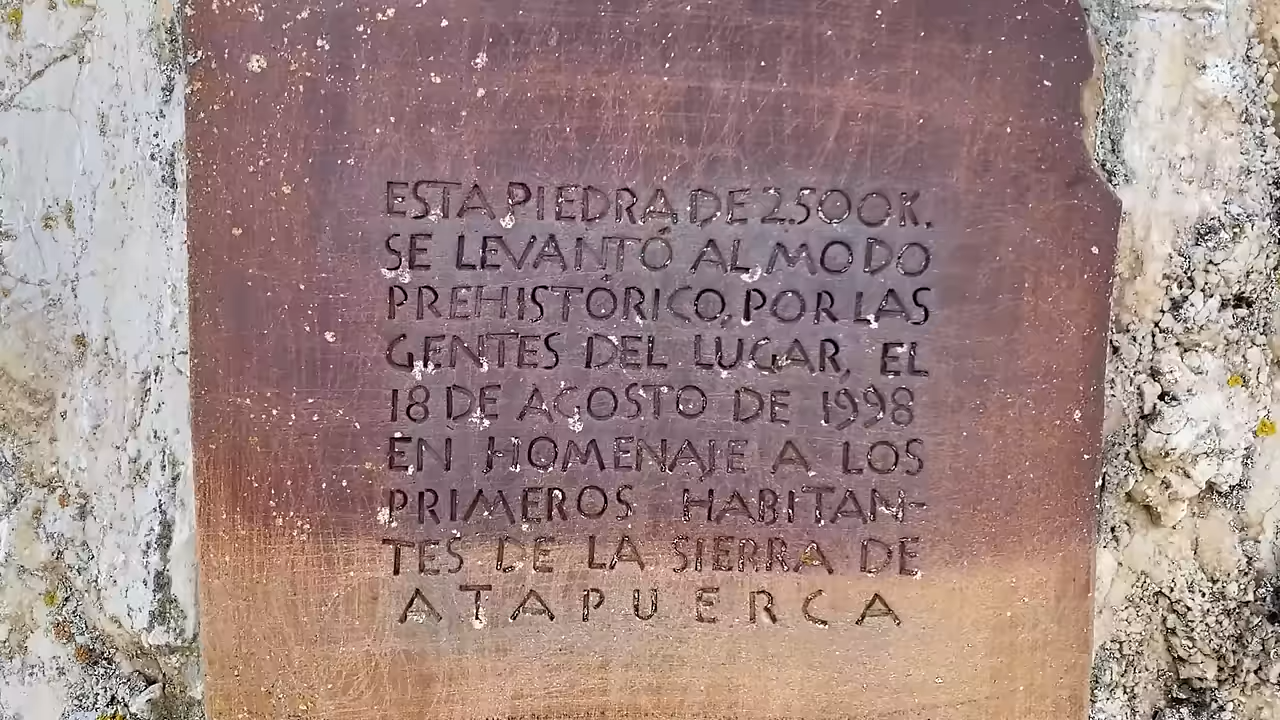 ESTA PIEDRA DE 2.500 K.
SE LEVANTÓ AL MODO
PREHISTÓRICO, POR LAS
GENTES DEL LUGAR, EL
18 DE AGOSTO DE 1998
EN HOMENAJE A LOS
PRIMEROS HABITAN-
TES DE LA SIERRA DE
ATAPUERCA